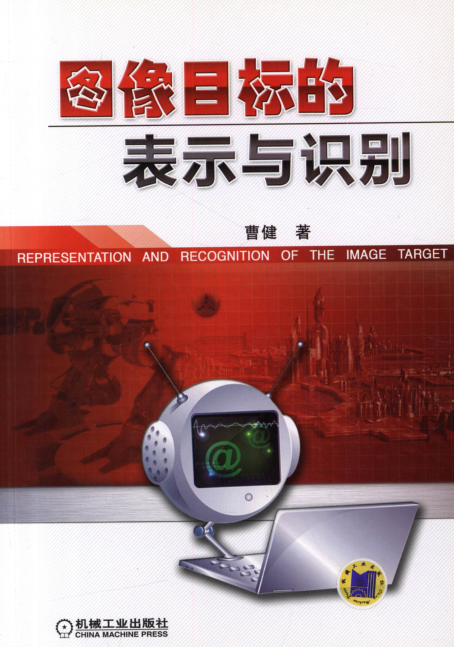 图像目标的
表示与识别
曹健 著
REPRESENTATION AND RECOGNITION OF THE IMAGE TARGET
@
@
机械工业出版社
CHINA MACHINE PRESS